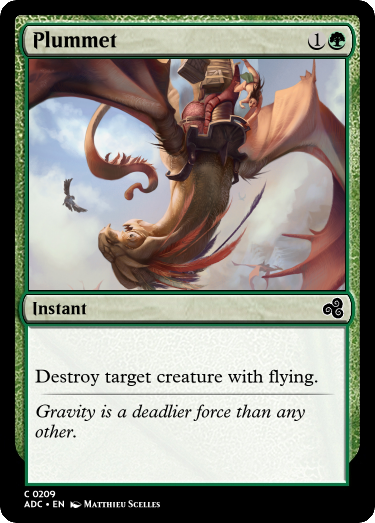 Plummet 1
Instant
Destroy target creature with flying.
Gravity is a deadlier force than any
other.
C 0209
ADC • EN Matthieu Scelles